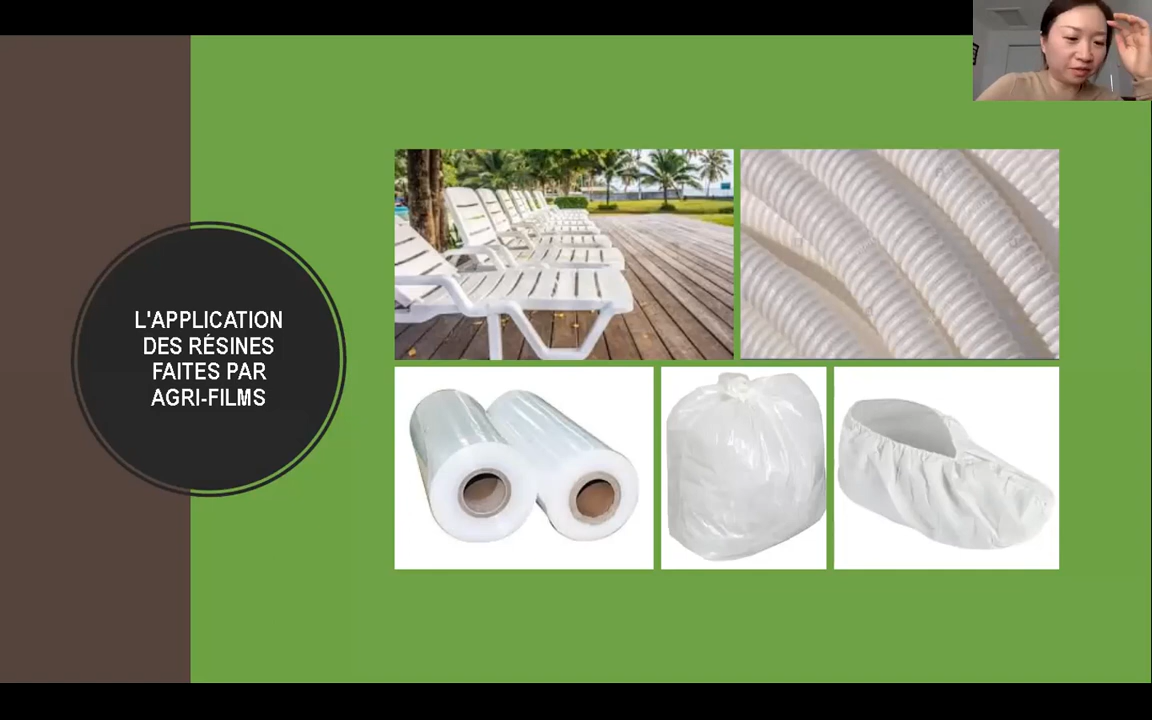 L'APPLICATION
DES RÉSINES
FAITES PAR
AGRI-FILMS